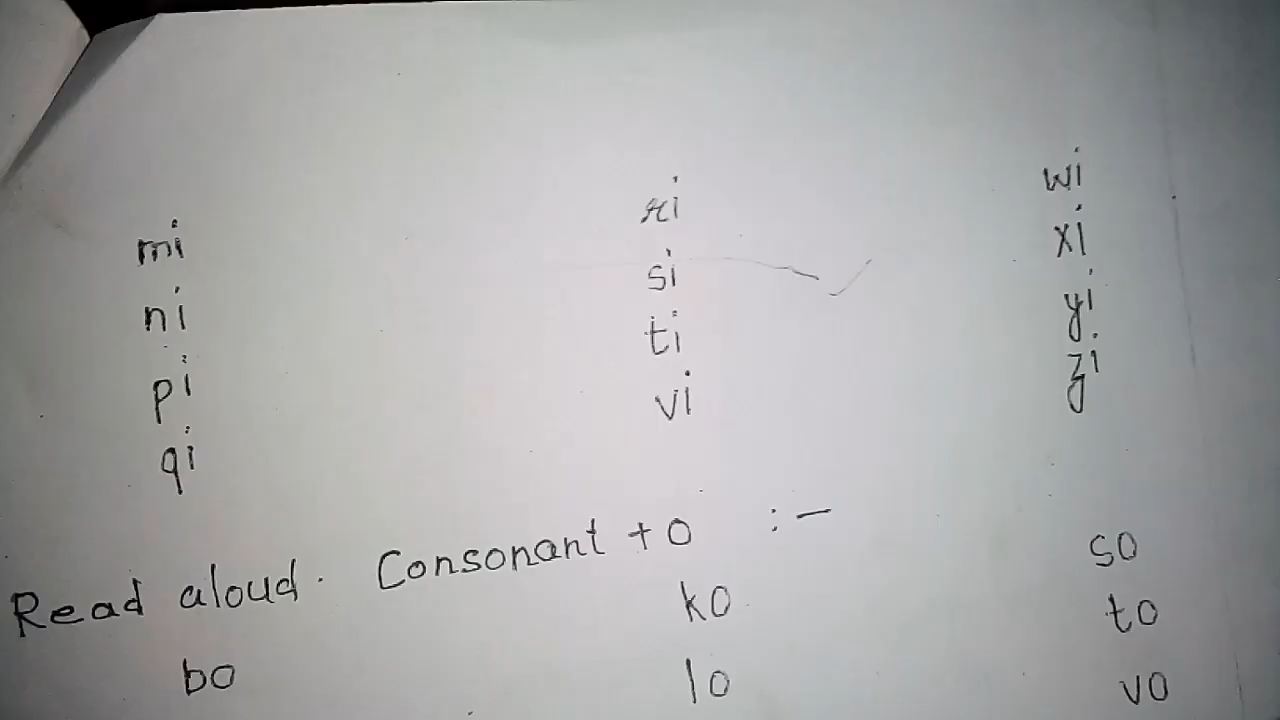 mi ri wi
ni si xi
pi ti yi
qi vi zi
Read aloud. Consonant + o :-
bo ko so
lo to
vo